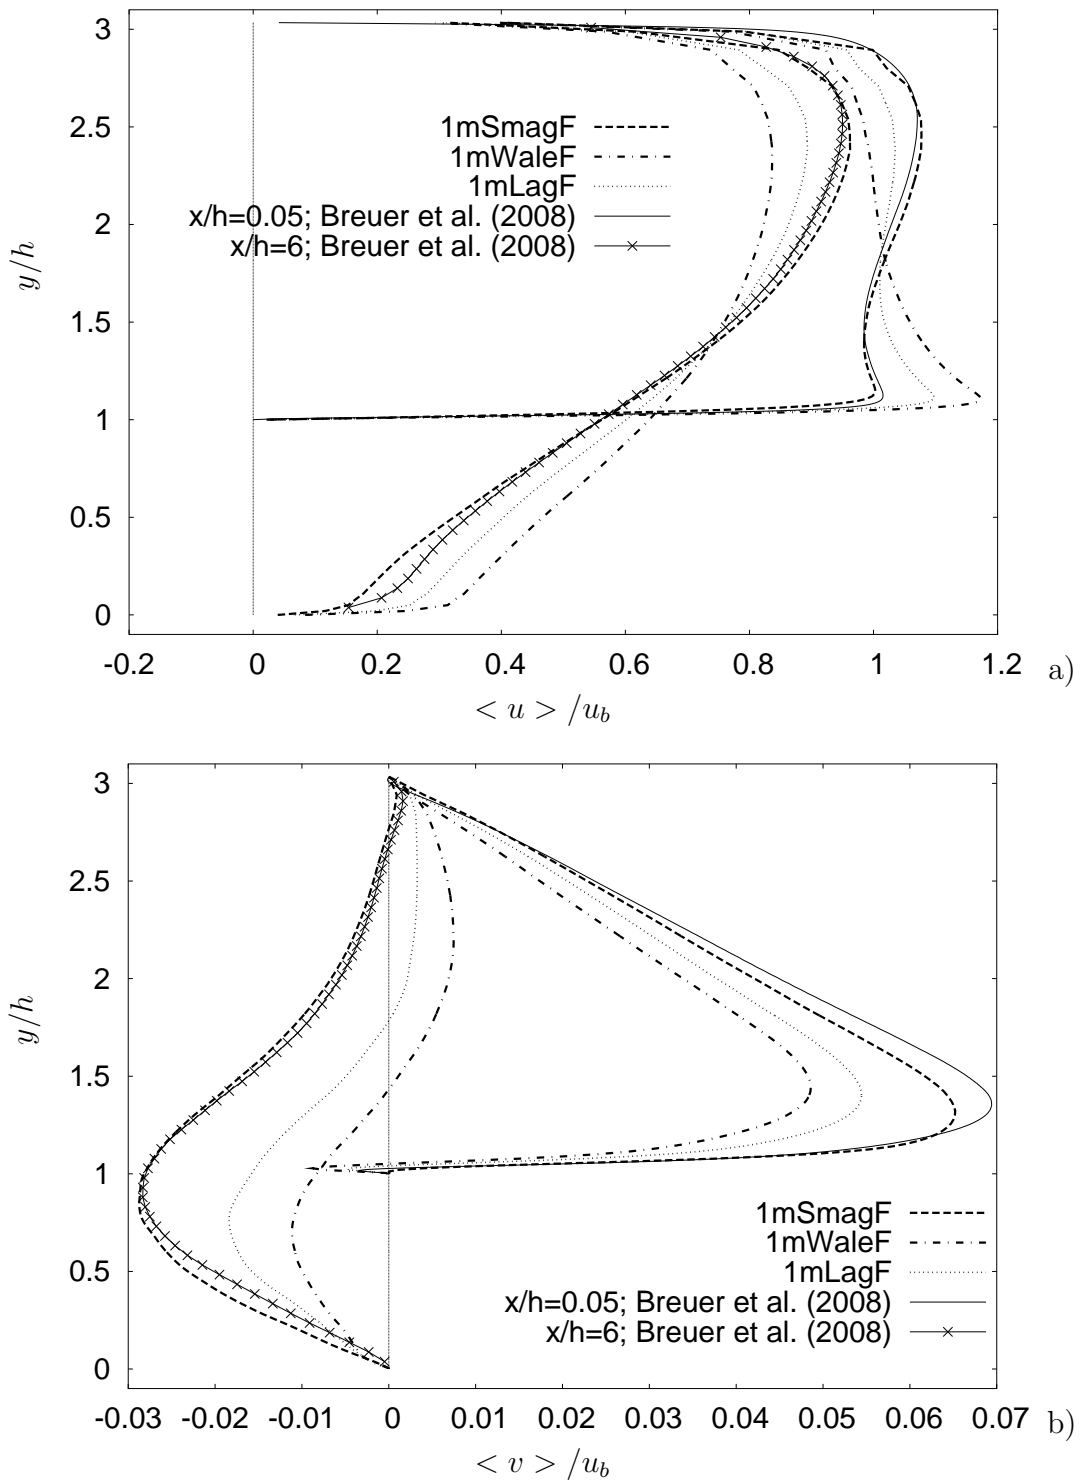 3
2.5
2
1.5
1
0.5
0
y/h
1mSmagF
1mWaleF
1mLagF
x/h=0.05; Breuer et al. (2008)
x/h=6; Breuer et al. (2008)
-0.2 0 0.2 0.4 0.6 0.8 1 1.2 a)
< u > /u_b
3
2.5
2
1.5
1
0.5
0
y/h
1mSmagF
1mWaleF
1mLagF
x/h=0.05; Breuer et al. (2008)
x/h=6; Breuer et al. (2008)
-0.03 -0.02 -0.01 0 0.01 0.02 0.03 0.04 0.05 0.06 0.07 b)
< v > /u_b